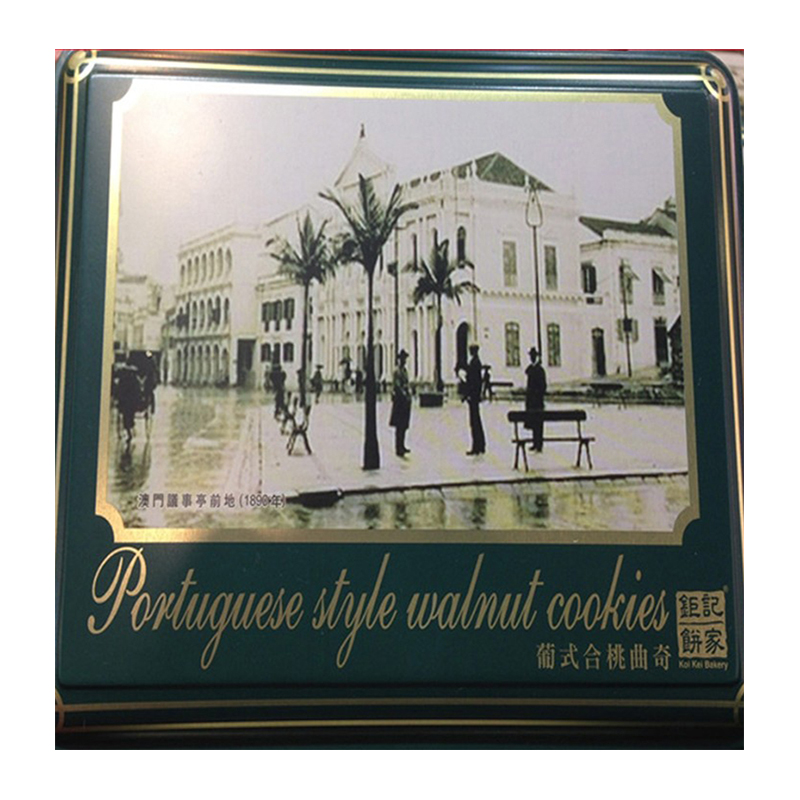 澳門議事亭前地(1890年)
Portuguese style walnut cookies
葡式合桃曲奇
鉅記
餅家
Koi Kei Bakery